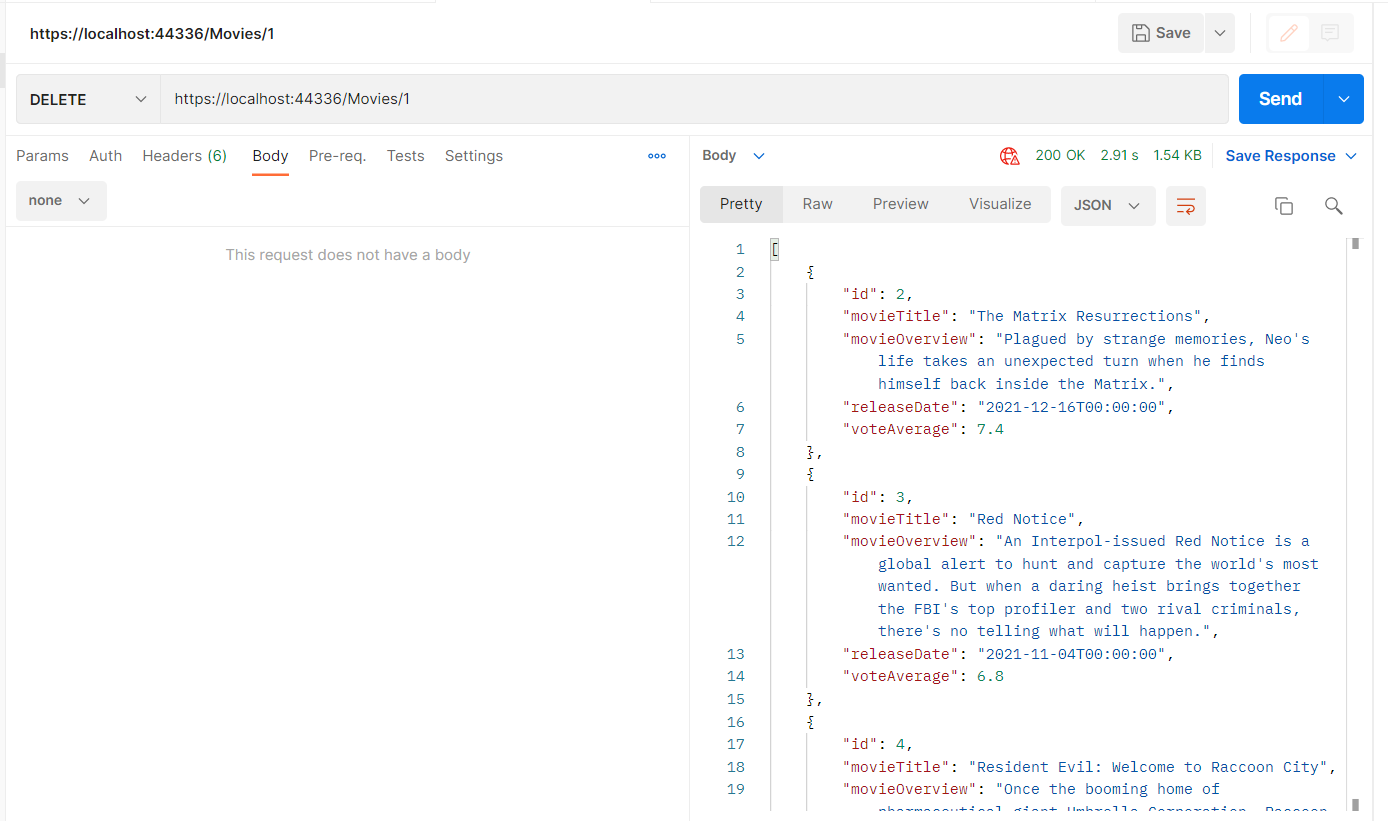 https://localhost:44336/Movies/1
Save
DELETE
https://localhost:44336/Movies/1
Send
Params Auth Headers (6) Body Pre-req. Tests Settings
none
This request does not have a body
Body 200 OK 2.91 s 1.54 KB Save Response
Pretty Raw Preview Visualize JSON
1 [
2 {
3 "id": 2,
4 "movieTitle": "The Matrix Resurrections",
5 "movieOverview": "Plagued by strange memories, Neo's
life takes an unexpected turn when he finds
himself back inside the Matrix.",
6 "releaseDate": "2021-12-16T00:00:00",
7 "voteAverage": 7.4
8 },
9 {
10 "id": 3,
11 "movieTitle": "Red Notice",
12 "movieOverview": "An Interpol-issued Red Notice is a
global alert to hunt and capture the world's most
wanted. But when a daring heist brings together
the FBI's top profiler and two rival criminals,
there's no telling what will happen.",
13 "releaseDate": "2021-11-04T00:00:00",
14 "voteAverage": 6.8
15 },
16 {
17 "id": 4,
18 "movieTitle": "Resident Evil: Welcome to Raccoon City",
19 "movieOverview": "Once the booming home of
pharmaceutical giant Umbrella Corporation, Raccoon